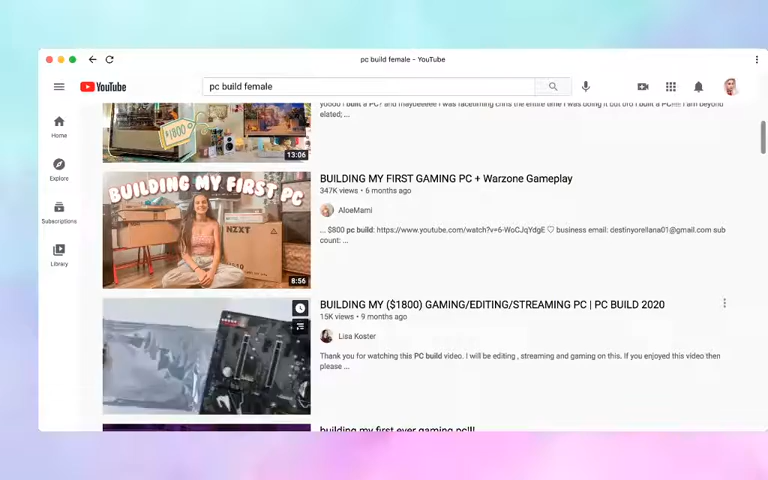 pc build female - YouTube
YouTube
pc build female
Home
Explore
Subscriptions
Library
$1800
13:06
elated; ...
BUILDING MY FIRST PC
NZXT
8:56
BUILDING MY FIRST GAMING PC + Warzone Gameplay
347K views • 6 months ago
AloeMami
... $800 pc build: https://www.youtube.com/watch?v=6-WoCJqYdgE ♡ business email: destinyorellana01@gmail.com sub
count: ...
BUILDING MY ($1800) GAMING/EDITING/STREAMING PC | PC BUILD 2020
15K views • 9 months ago
Lisa Koster
Thank you for watching this PC build video. I will be editing , streaming and gaming on this. If you enjoyed this video then
please ...
building my first ever gaming pc!!!